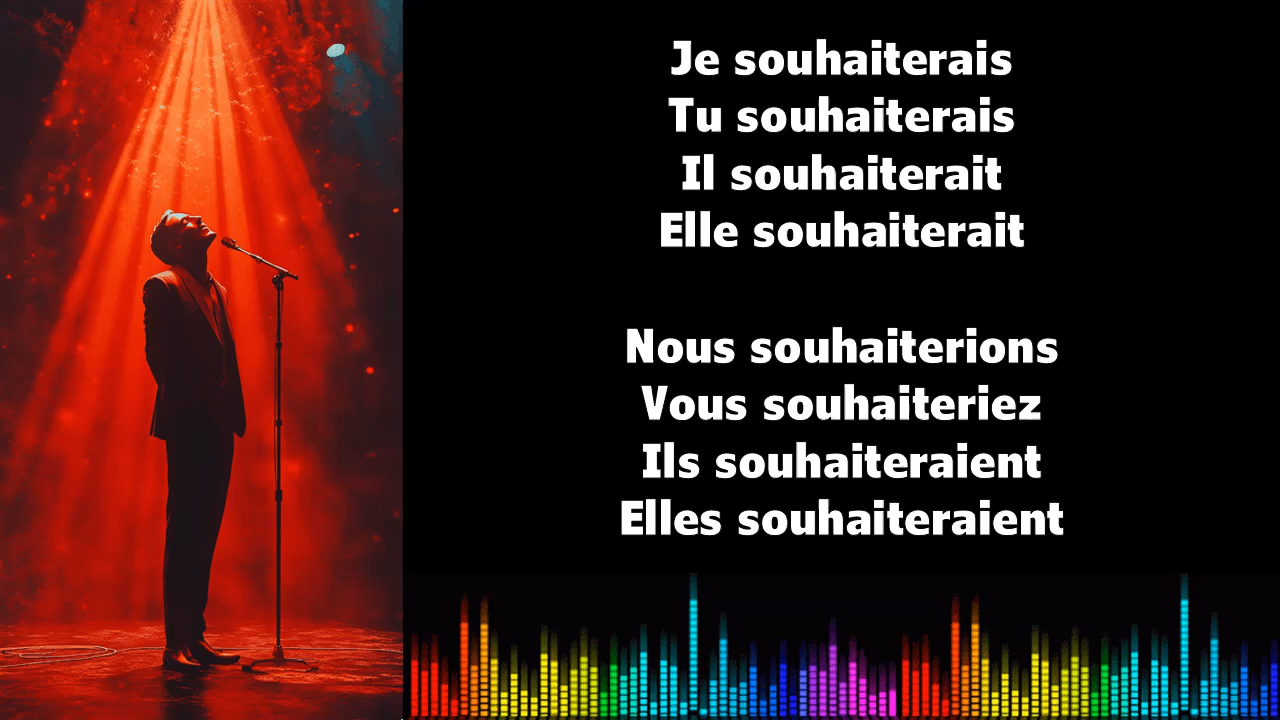 Je souhaiterais
Tu souhaiterais
Il souhaiterait
Elle souhaiterait
Nous souhaiterions
Vous souhaiteriez
Ils souhaiteraient
Elles souhaiteraient